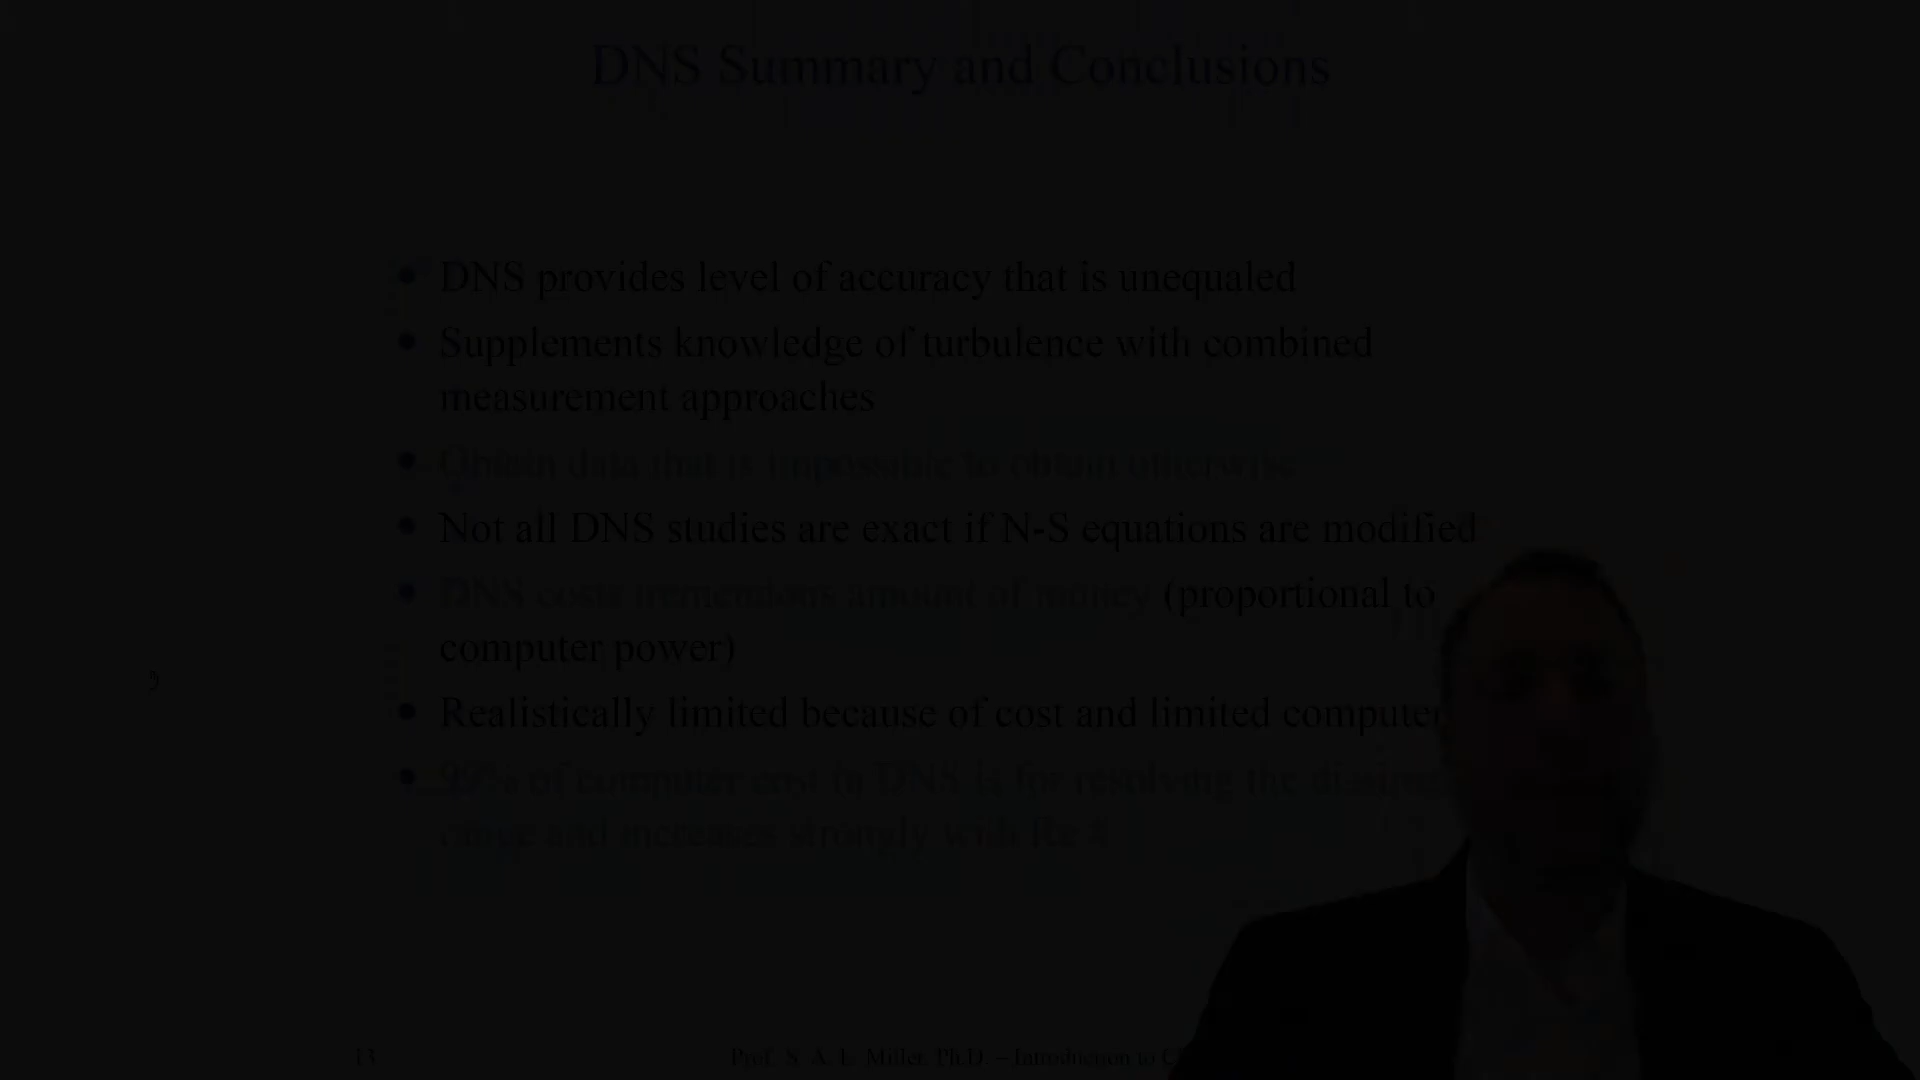 DNS Summary and Conclusions
• DNS provides level of accuracy that is unequaled
• Supplements knowledge of turbulence with combined
measurement approaches
• Obtain data that is impossible to obtain otherwise
• Not all DNS studies are exact if N-S equations are modified
• DNS costs tremendous amount of money (proportional to
computer power)
• Realistically limited because of cost and limited computer
• 99% of computer cost in DNS is for resolving the
range and increases strongly with Re #
13
Prof. S. A. E. Miller, Ph.D. – Introduction to